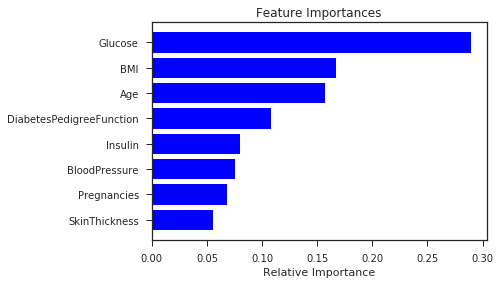 Feature Importances
Glucose
BMI
Age
DiabetesPedigreeFunction
Insulin
BloodPressure
Pregnancies
SkinThickness
0.00 0.05 0.10 0.15 0.20 0.25 0.30
Relative Importance